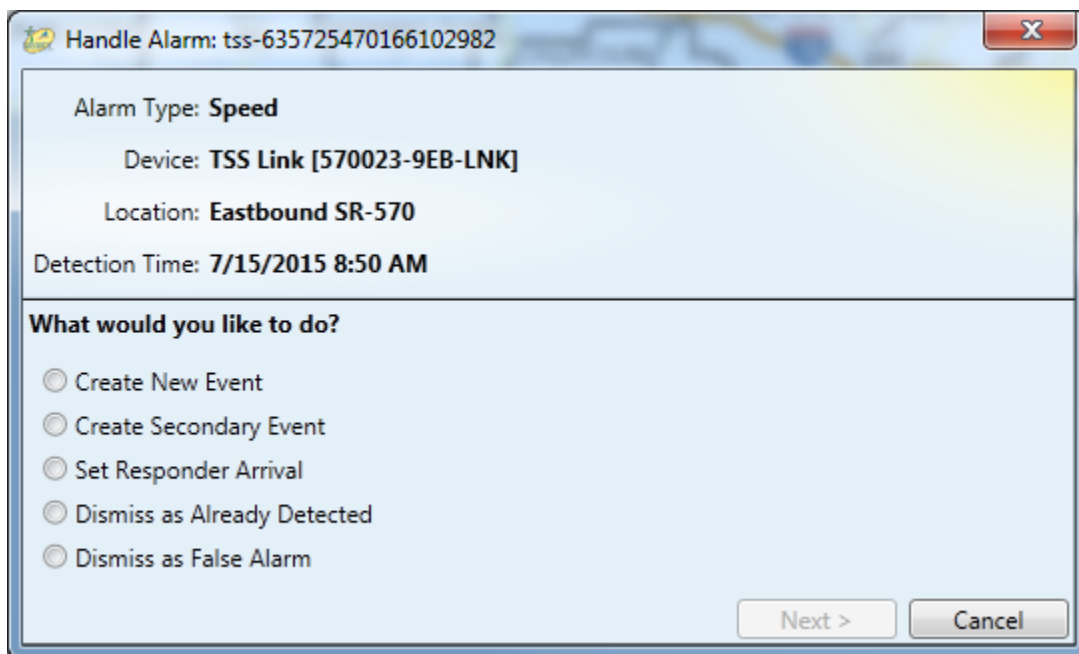 Handle Alarm: tss-635725470166102982
Alarm Type: Speed
Device: TSS Link [570023-9EB-LNK]
Location: Eastbound SR-570
Detection Time: 7/15/2015 8:50 AM
What would you like to do?
Create New Event
Create Secondary Event
Set Responder Arrival
Dismiss as Already Detected
Dismiss as False Alarm
Next > Cancel